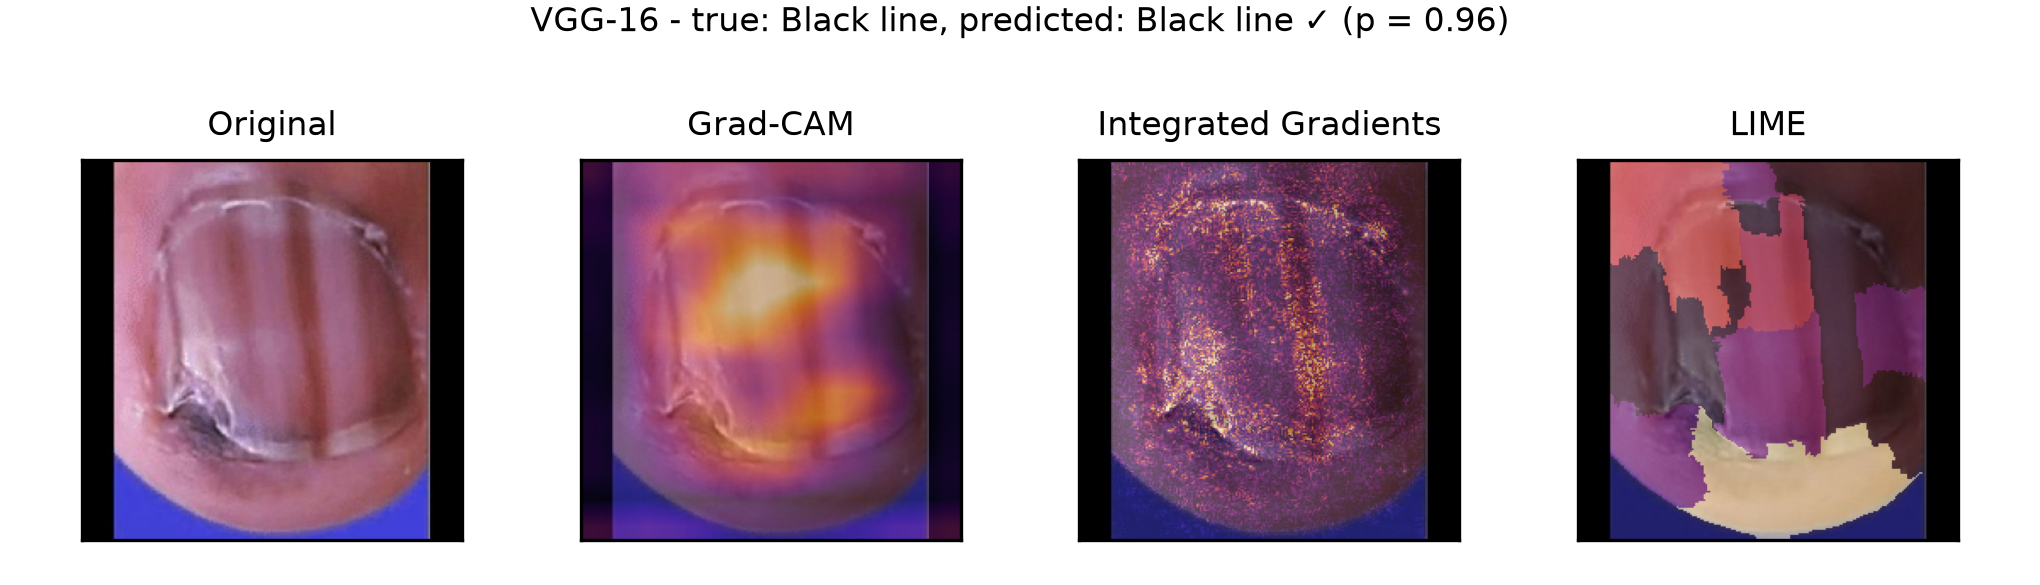 VGG-16 - true: Black line, predicted: Black line ✓ (p = 0.96)
Original
Grad-CAM
Integrated Gradients
LIME